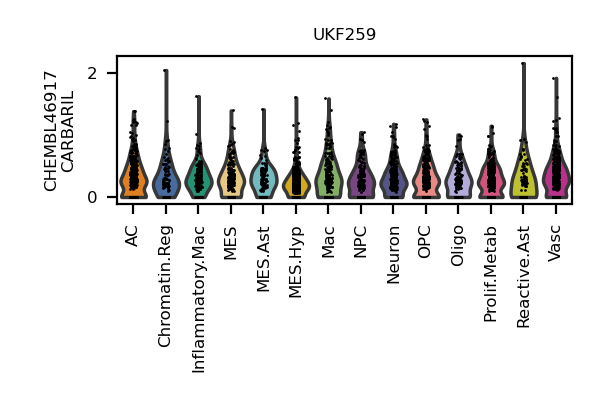 UKF259
CHEMBL46917
CARBARIL
2
0
AC
Chromatin.Reg
Inflammatory.Mac
MES
MES.Ast
MES.Hyp
Mac
NPC
Neuron
OPC
Oligo
Prolif.Metab
Reactive.Ast
Vasc